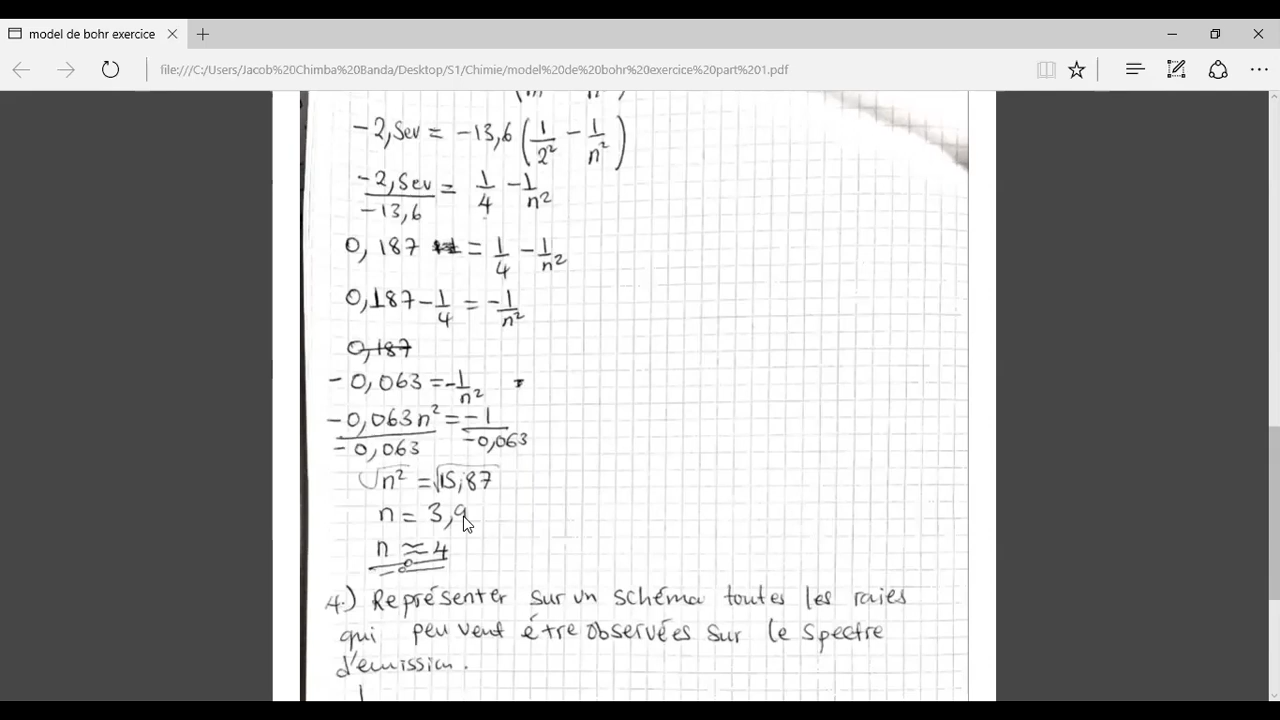 model de bohr exercice
file:///C:/Users/Jacob%20Chimba%20Banda/Desktop/S1/Chimie/model%20de%20bohr%20exercice%20part%201.pdf
-2,5ev = -13,6 (1/2² - 1/n²)
-2,5ev/-13,6 = 1/4 - 1/n²
0,187 = 1/4 - 1/n²
0,187 - 1/4 = -1/n²
0,187
-0,063 = -1/n²
-0,063n²/-0,063 = -1/-0,063
√n² = √15,87
n = 3,9
n ≈ 4
4.) Représenter sur un schéma toutes les raies
qui peuvent étre observées sur le spectre
d'émission.